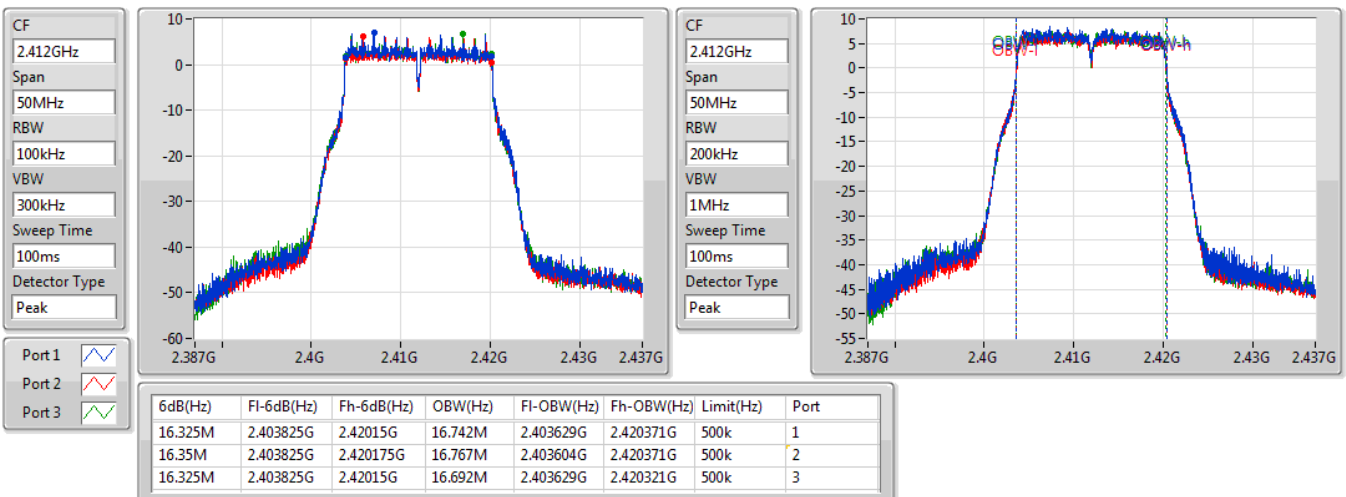 CF
2.412GHz
Span
50MHz
RBW
100kHz
VBW
300kHz
Sweep Time
100ms
Detector Type
Peak
10
0
-10
-20
-30
-40
-50
-60
2.387G 2.4G 2.41G 2.42G 2.43G 2.437G
CF
2.412GHz
Span
50MHz
RBW
200kHz
VBW
1MHz
Sweep Time
100ms
Detector Type
Peak
10
5
0
-5
-10
-15
-20
-25
-30
-35
-40
-45
-50
-55
OBW-l OBW-h
2.387G 2.4G 2.41G 2.42G 2.43G 2.437G
Port 1
Port 2
Port 3
6dB(Hz) Fl-6dB(Hz) Fh-6dB(Hz) OBW(Hz) Fl-OBW(Hz) Fh-OBW(Hz) Limit(Hz) Port
16.325M 2.403825G 2.42015G 16.742M 2.403629G 2.420371G 500k 1
16.35M 2.403825G 2.420175G 16.767M 2.403604G 2.420371G 500k 2
16.325M 2.403825G 2.42015G 16.692M 2.403629G 2.420321G 500k 3